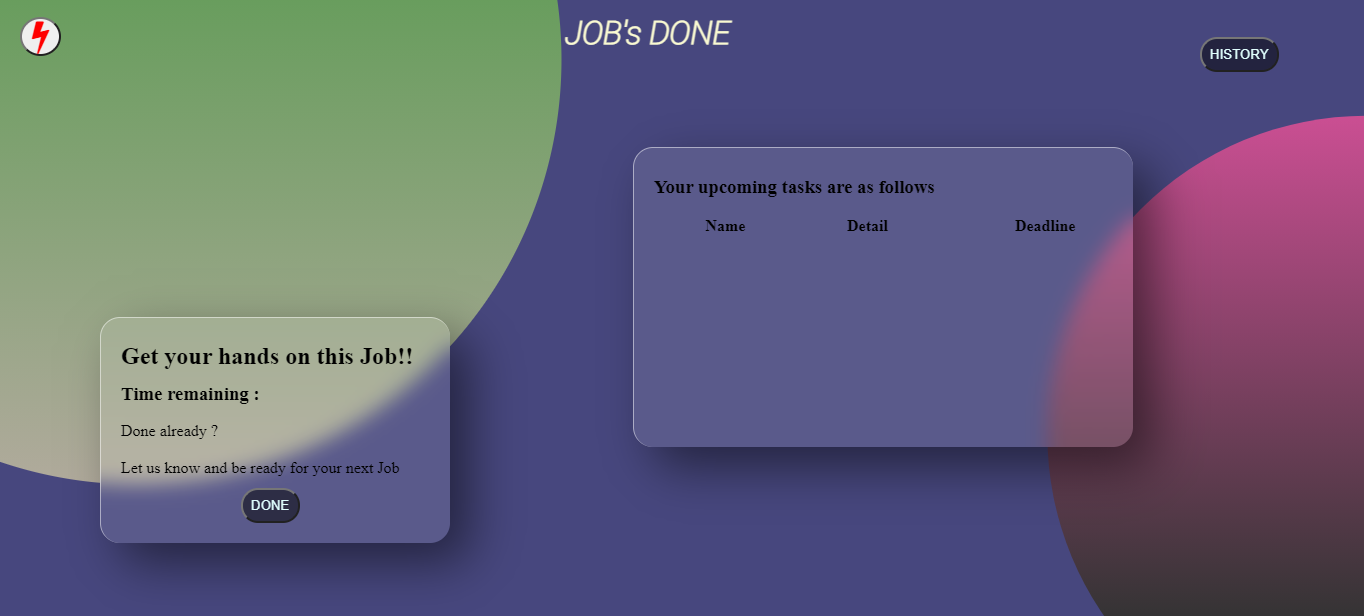 JOB's DONE
HISTORY
Your upcoming tasks are as follows
Name Detail Deadline
Get your hands on this Job!!
Time remaining :
Done already ?
Let us know and be ready for your next Job
DONE